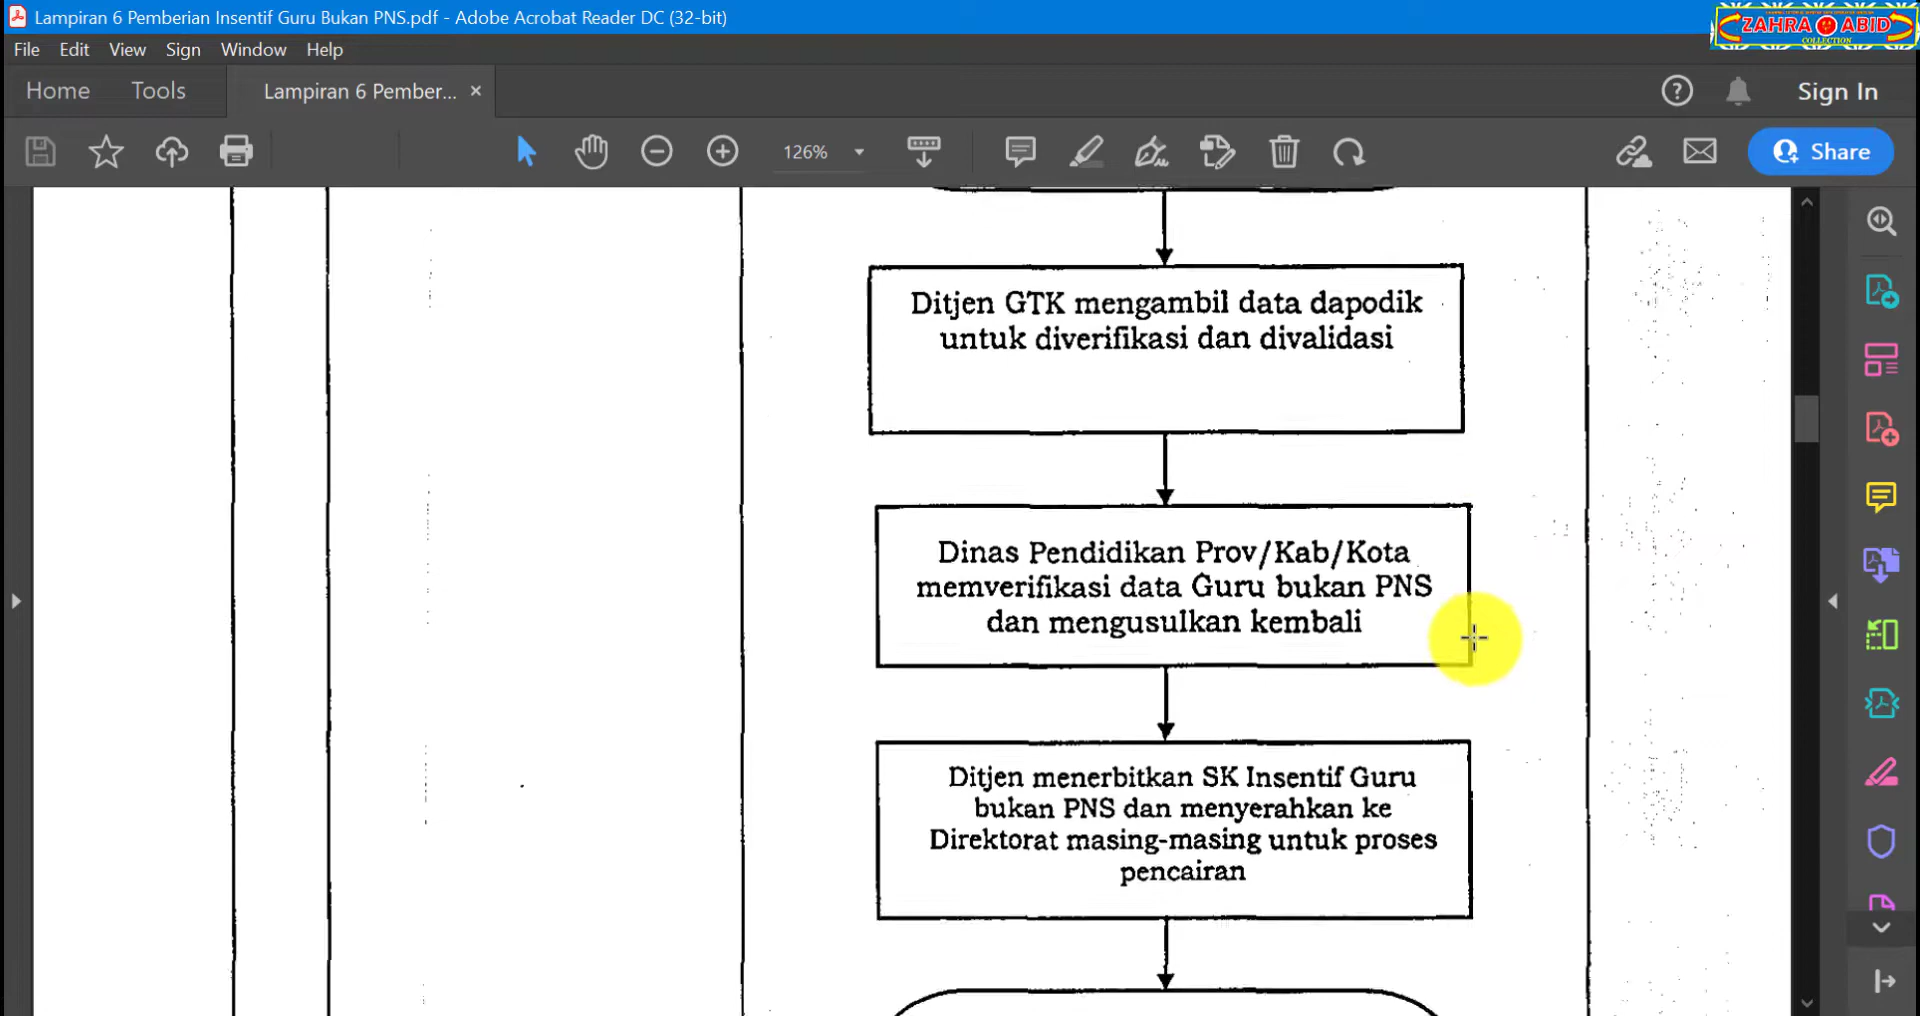 Lampiran 6 Pemberian Insentif Guru Bukan PNS.pdf - Adobe Acrobat Reader DC (32-bit)
ZAHRA ABID
COLLECTION
File Edit View Sign Window Help
Home Tools Lampiran 6 Pember... × Sign In
126% Share
Ditjen GTK mengambil data dapodik
untuk diverifikasi dan divalidasi
Dinas Pendidikan Prov/Kab/Kota
memverifikasi data Guru bukan PNS
dan mengusulkan kembali
Ditjen menerbitkan SK Insentif Guru
bukan PNS dan menyerahkan ke
Direktorat masing-masing untuk proses
pencairan